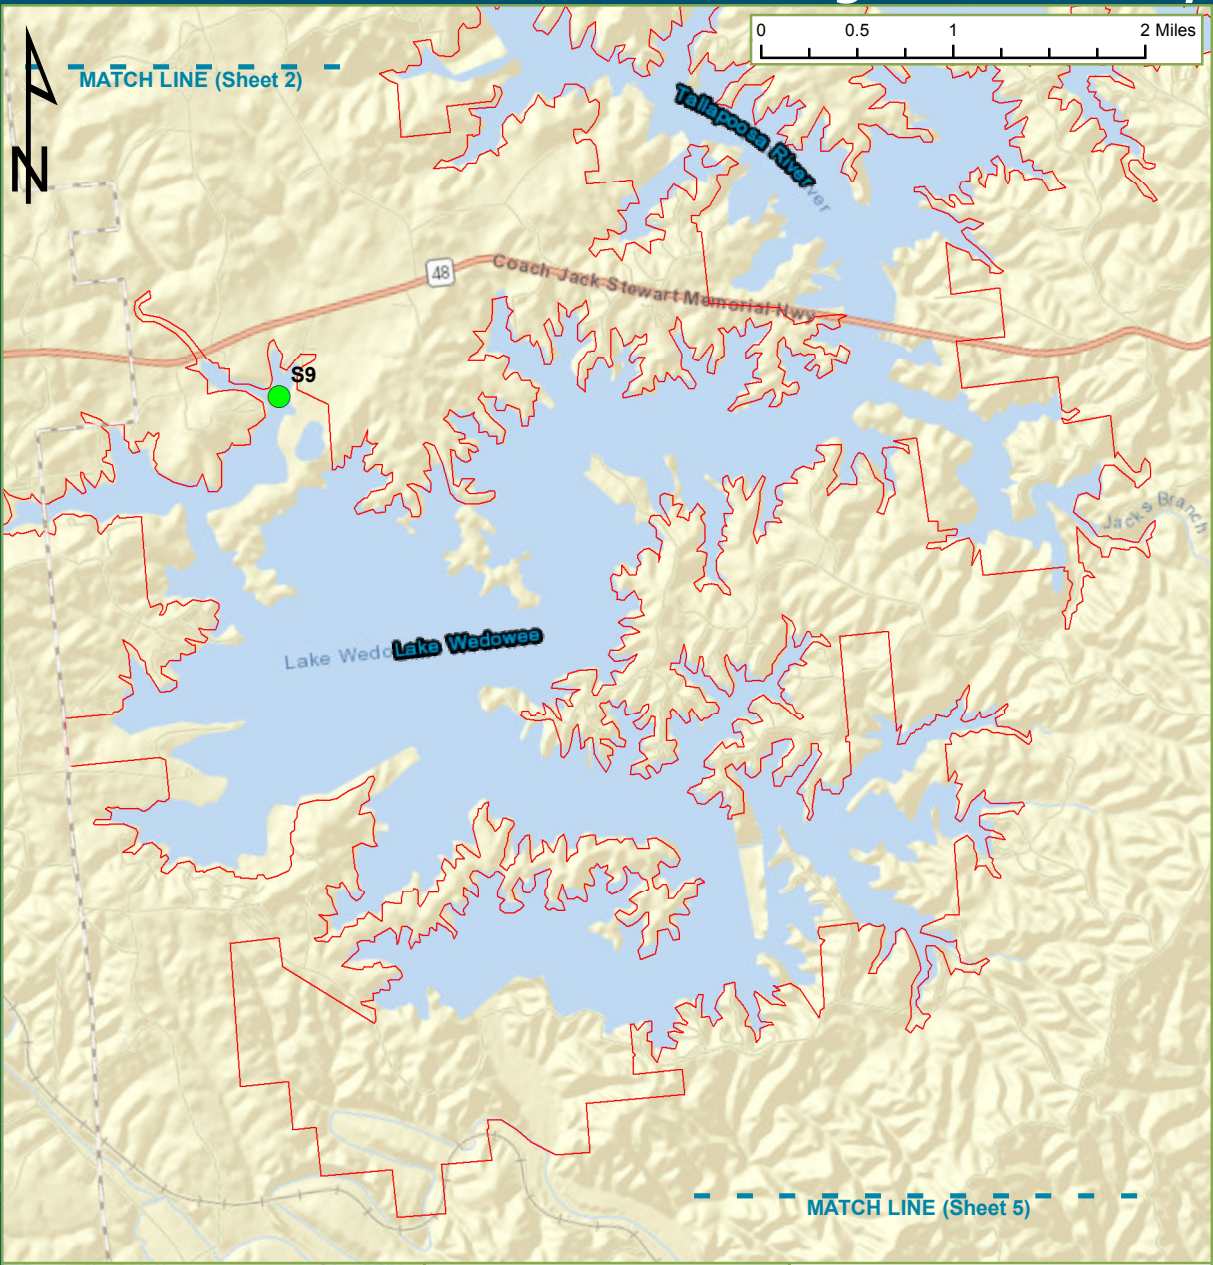 0 0.5 1 2 Miles
MATCH LINE (Sheet 2)
Tallapoosa River
ver
N
48
Coach Jack Stewart Memorial Hwy
S9
Jacks Branch
Lake Wedo
Lake Wedowee
MATCH LINE (Sheet 5)